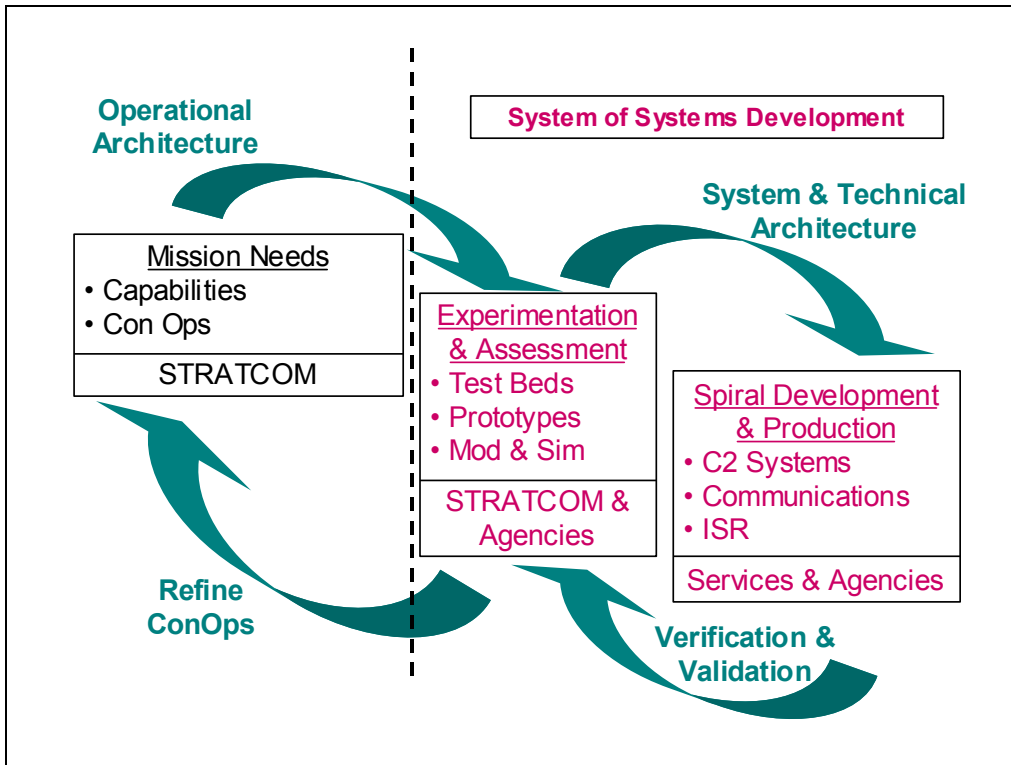 Operational
Architecture
System of Systems Development
System & Technical
Architecture
Mission Needs
• Capabilities
• Con Ops
STRATCOM
Experimentation
& Assessment
• Test Beds
• Prototypes
• Mod & Sim
STRATCOM &
Agencies
Spiral Development
& Production
• C2 Systems
• Communications
• ISR
Services & Agencies
Refine
ConOps
Verification &
Validation